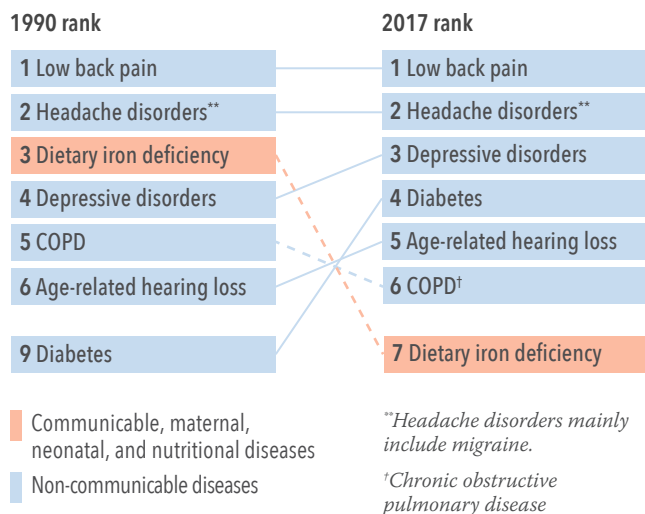 1990 rank
1 Low back pain
2 Headache disorders**
3 Dietary iron deficiency
4 Depressive disorders
5 COPD
6 Age-related hearing loss
9 Diabetes
2017 rank
1 Low back pain
2 Headache disorders**
3 Depressive disorders
4 Diabetes
5 Age-related hearing loss
6 COPD†
7 Dietary iron deficiency
Communicable, maternal,
neonatal, and nutritional diseases
Non-communicable diseases
**Headache disorders mainly
include migraine.
†Chronic obstructive
pulmonary disease